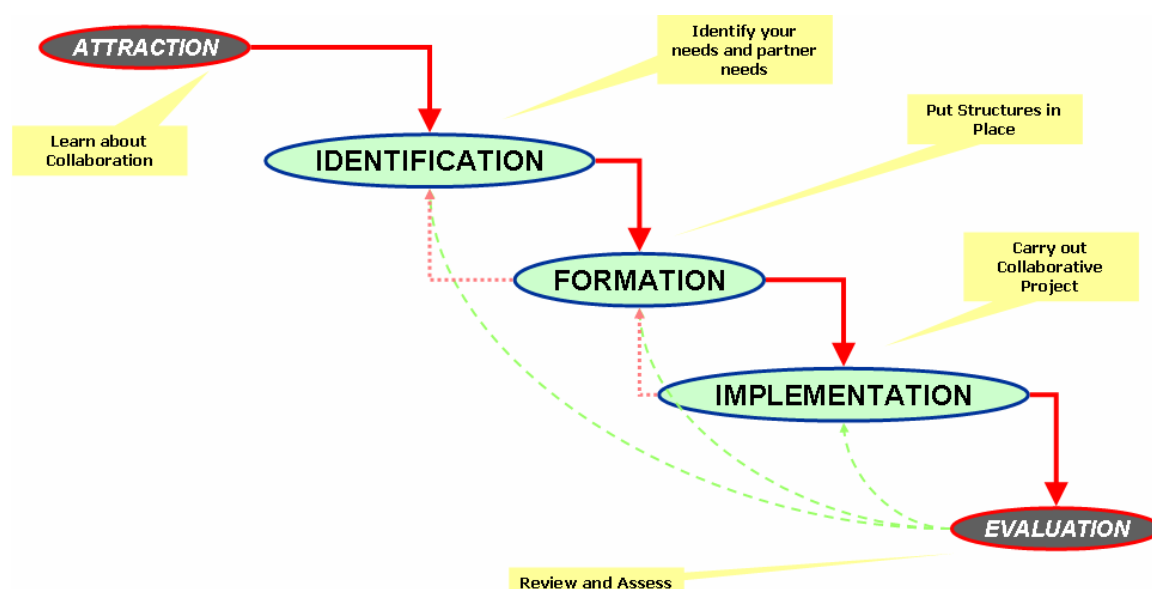 ATTRACTION
Identify your
needs and partner
needs
Learn about
Collaboration
IDENTIFICATION
Put Structures in
Place
FORMATION
Carry out
Collaborative
Project
IMPLEMENTATION
EVALUATION
Review and Assess